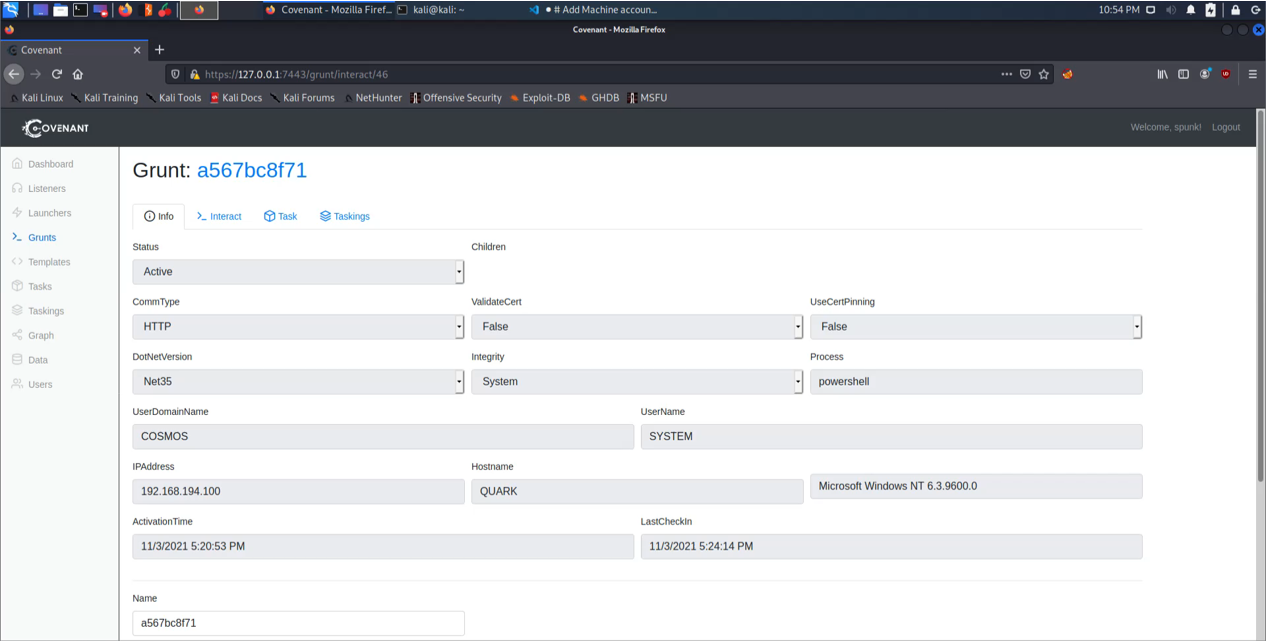 Covenant - Mozilla Firef... kali@kali: ~ ● # Add Machine accoun... 10:54 PM
Covenant - Mozilla Firefox
Covenant
https://127.0.0.1:7443/grunt/interact/46
Kali Linux Kali Training Kali Tools Kali Docs Kali Forums NetHunter Offensive Security Exploit-DB GHDB MSFU
COVENANT Welcome, spunk! Logout
Dashboard
Listeners
Launchers
Grunts
Templates
Tasks
Taskings
Graph
Data
Users
Grunt: a567bc8f71
Info Interact Task Taskings
Status Children
Active
CommType ValidateCert UseCertPinning
HTTP False False
DotNetVersion Integrity Process
Net35 System powershell
UserDomainName UserName
COSMOS SYSTEM
IPAddress Hostname
192.168.194.100 QUARK Microsoft Windows NT 6.3.9600.0
ActivationTime LastCheckIn
11/3/2021 5:20:53 PM 11/3/2021 5:24:14 PM
Name
a567bc8f71